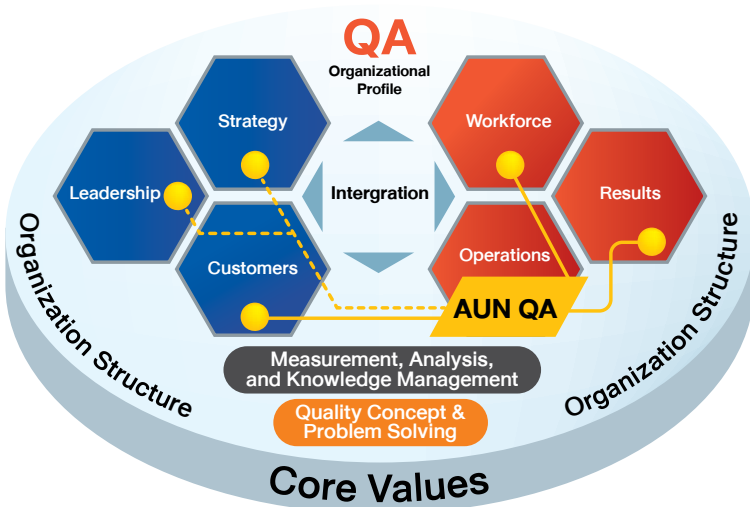 QA
Organizational
Profile
Strategy
Workforce
Leadership
Intergration
Results
Customers
Operations
AUN QA
Organization Structure
Organization Structure
Measurement, Analysis,
and Knowledge Management
Quality Concept &
Problem Solving
Core Values